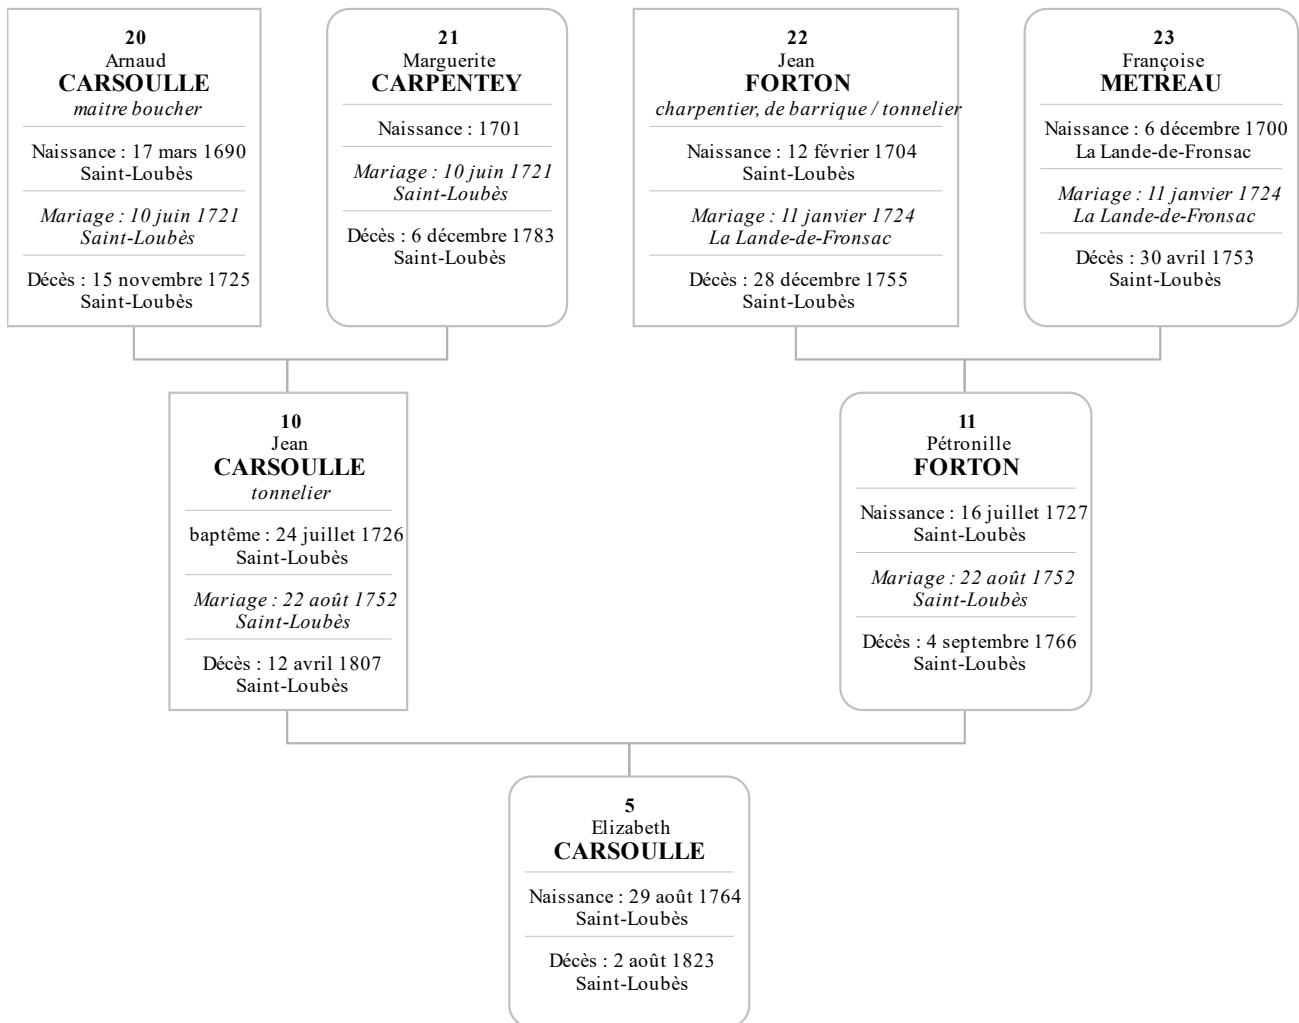 20
Arnaud
CARSOULLE
maitre boucher
Naissance : 17 mars 1690
Saint-Loubès
Mariage : 10 juin 1721
Saint-Loubès
Décès : 15 novembre 1725
Saint-Loubès
21
Marguerite
CARPENTEY
Naissance : 1701
Mariage : 10 juin 1721
Saint-Loubès
Décès : 6 décembre 1783
Saint-Loubès
22
Jean
FORTON
charpentier, de barrique / tonnelier
Naissance : 12 février 1704
Saint-Loubès
Mariage : 11 janvier 1724
La Lande-de-Fronsac
Décès : 28 décembre 1755
Saint-Loubès
23
Françoise
METREAU
Naissance : 6 décembre 1700
La Lande-de-Fronsac
Mariage : 11 janvier 1724
La Lande-de-Fronsac
Décès : 30 avril 1753
Saint-Loubès
10
Jean
CARSOULLE
tonnelier
baptême : 24 juillet 1726
Saint-Loubès
Mariage : 22 août 1752
Saint-Loubès
Décès : 12 avril 1807
Saint-Loubès
11
Pétronille
FORTON
Naissance : 16 juillet 1727
Saint-Loubès
Mariage : 22 août 1752
Saint-Loubès
Décès : 4 septembre 1766
Saint-Loubès
5
Elizabeth
CARSOULLE
Naissance : 29 août 1764
Saint-Loubès
Décès : 2 août 1823
Saint-Loubès